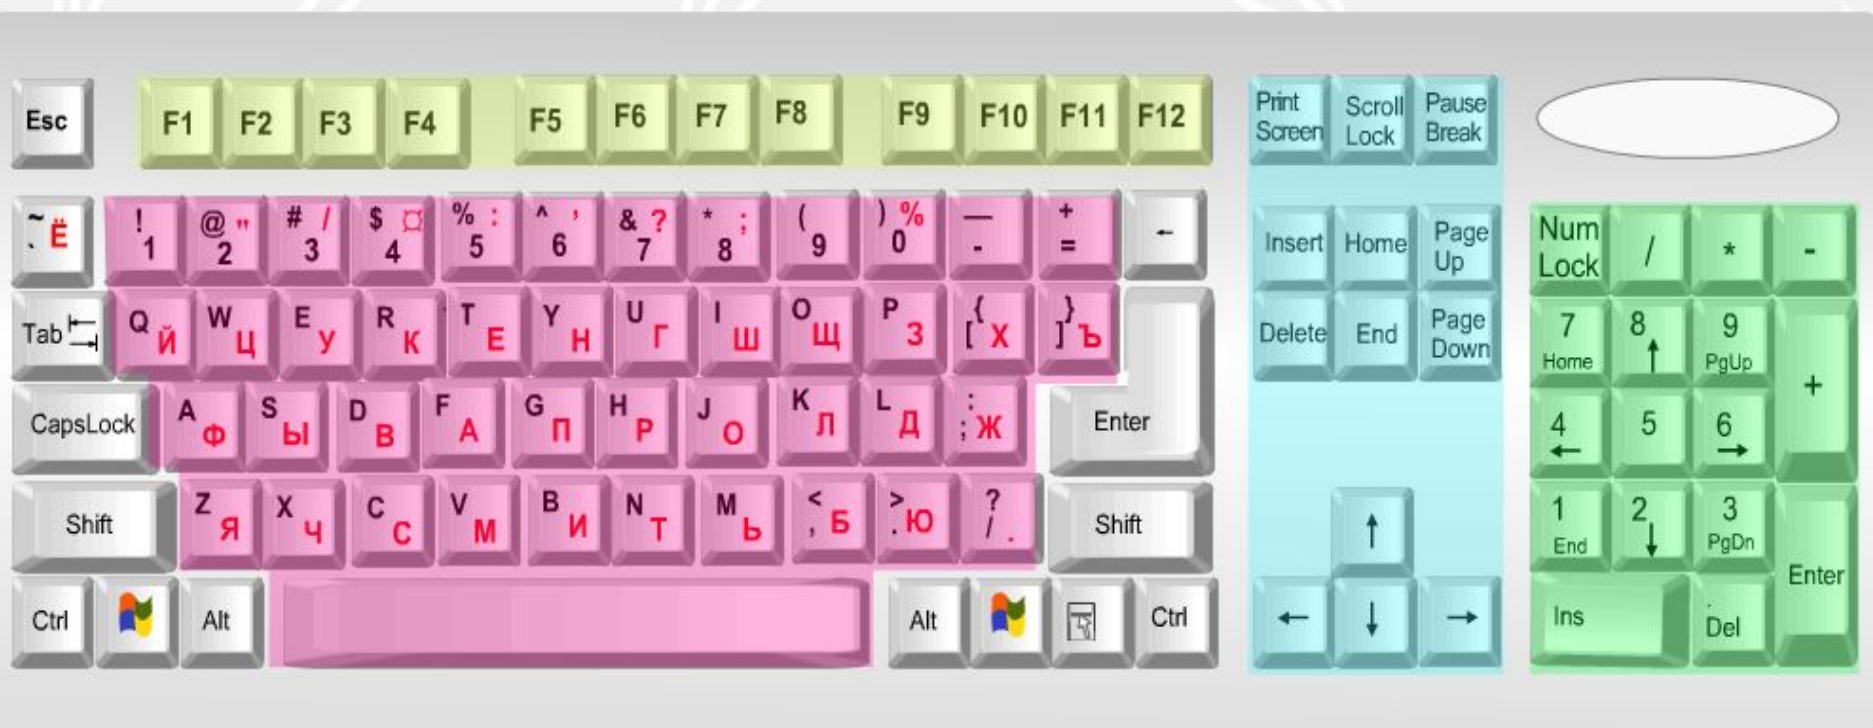 Esc F1 F2 F3 F4 F5 F6 F7 F8 F9 F10 F11 F12 Print Screen Scroll Lock Pause Break
~ . Ё ! 1 @ " 2 # / 3 $ ¤ 4 % : 5 ^ ' 6 & ? 7 * ; 8 ( 9 ) % 0 — - + = ← Insert Home Page Up Num Lock / * -
Tab Q Й W Ц E У R К T Е Y Н U Г I Ш O Щ P З { [ Х } ] Ъ Delete End Page Down 7 Home 8 ↑ 9 PgUp +
CapsLock A Ф S Ы D В F А G П H Р J О K Л L Д : ; Ж Enter 4 ← 5 6 →
Shift Z Я X Ч C С V М B И N Т M Ь < , Б > . Ю ? / . Shift ↑ 1 End 2 ↓ 3 PgDn Enter
Ctrl Alt Alt Ctrl ← ↓ → Ins . Del